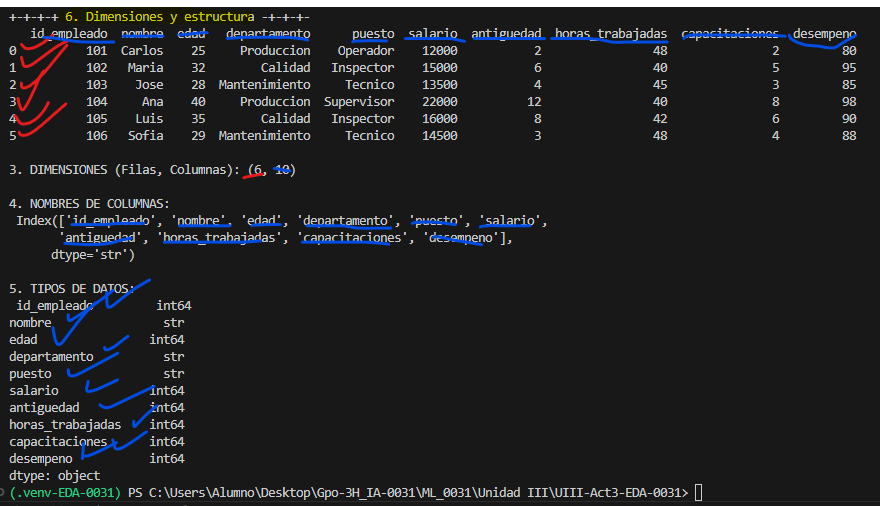 +-+-+-+ 6. Dimensiones y estructura -+-+-+-
id_empleado nombre edad departamento puesto salario antiguedad horas_trabajadas capacitaciones desempeno
0 101 Carlos 25 Produccion Operador 12000 2 48 2 80
1 102 Maria 32 Calidad Inspector 15000 6 40 5 95
2 103 Jose 28 Mantenimiento Tecnico 13500 4 45 3 85
3 104 Ana 40 Produccion Supervisor 22000 12 40 8 98
4 105 Luis 35 Calidad Inspector 16000 8 42 6 90
5 106 Sofia 29 Mantenimiento Tecnico 14500 3 48 4 88
3. DIMENSIONES (Filas, Columnas): (6, 10)
4. NOMBRES DE COLUMNAS:
Index(['id_empleado', 'nombre', 'edad', 'departamento', 'puesto', 'salario',
'antiguedad', 'horas_trabajadas', 'capacitaciones', 'desempeno'],
dtype='str')
5. TIPOS DE DATOS:
id_empleado int64
nombre str
edad int64
departamento str
puesto str
salario int64
antiguedad int64
horas_trabajadas int64
capacitaciones int64
desempeno int64
dtype: object
(.venv-EDA-0031) PS C:\Users\Alumno\Desktop\Gpo-3H_IA-0031\ML_0031\Unidad III\UIII-Act3-EDA-0031>